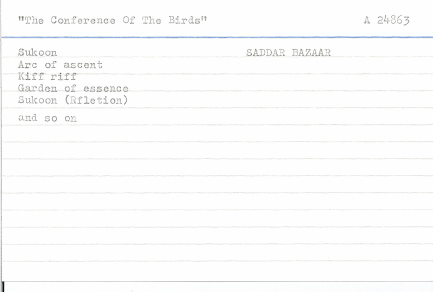 "The Conference Of The Birds" A 24863
Sukoon SADDAR BAZAAR
Arc of ascent
Kiff riff
Garden of essence
Sukoon (Rfletion)
and so on